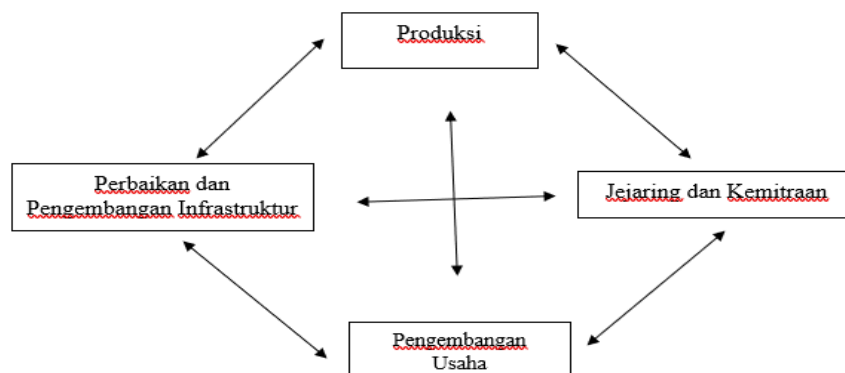 Produksi
Perbaikan dan
Pengembangan Infrastruktur
Jejaring dan Kemitraan
Pengembangan
Usaha